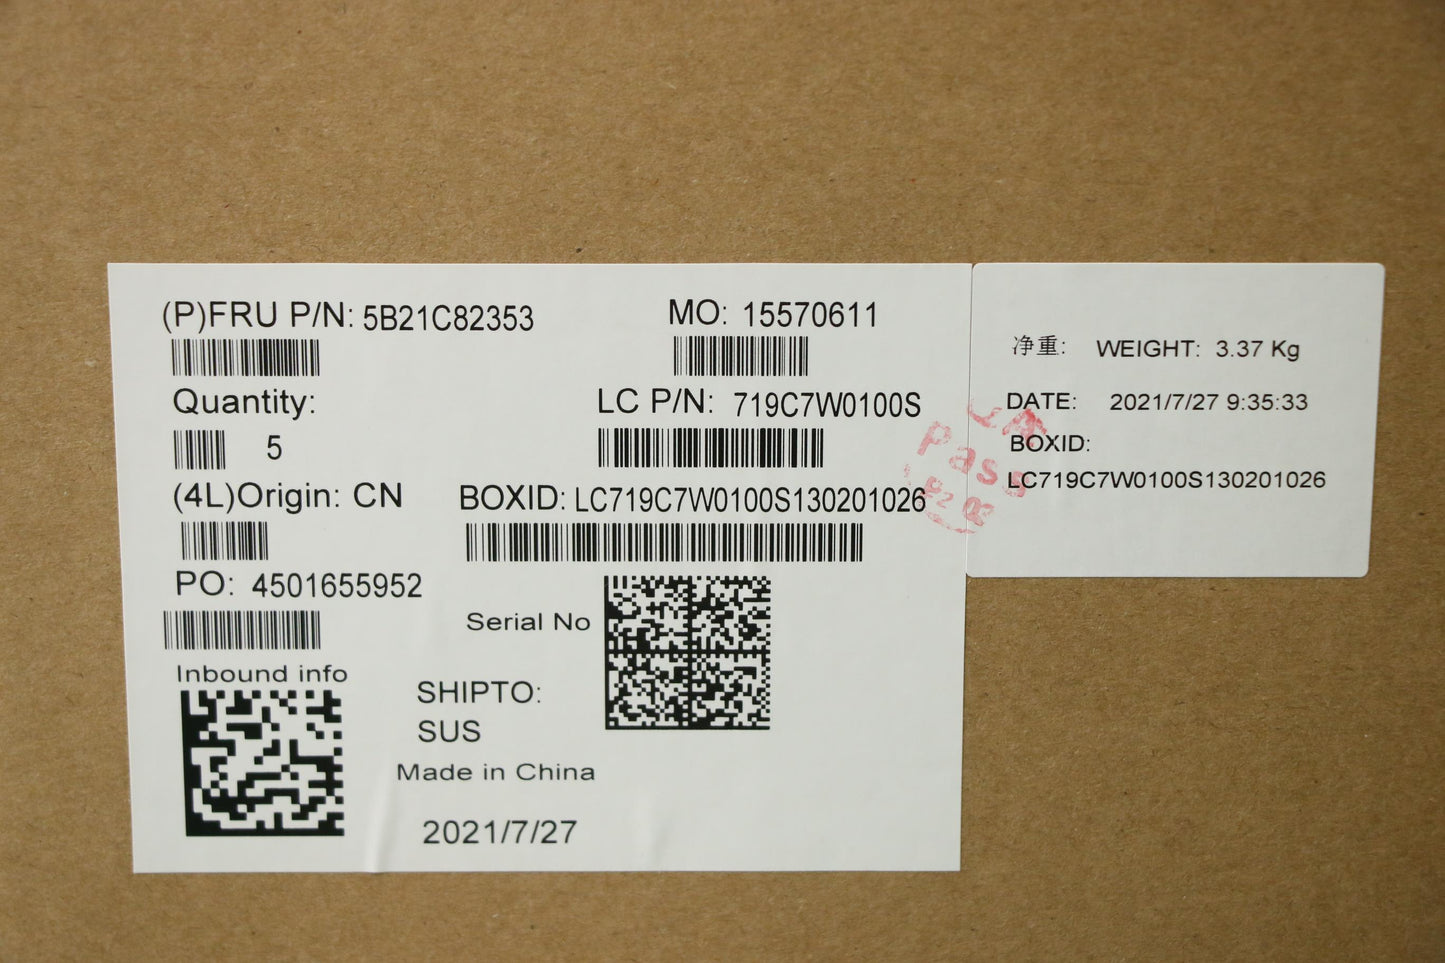 (P)FRU P/N: 5B21C82353
MO: 15570611
Quantity:
5
LC P/N: 719C7W0100S
(4L)Origin: CN
BOXID: LC719C7W0100S130201026
PO: 4501655952
Serial No
Inbound info
SHIPTO:
SUS
Made in China
2021/7/27
净重: WEIGHT: 3.37 Kg
DATE: 2021/7/27 9:35:33
BOXID:
LC719C7W0100S130201026
Pass